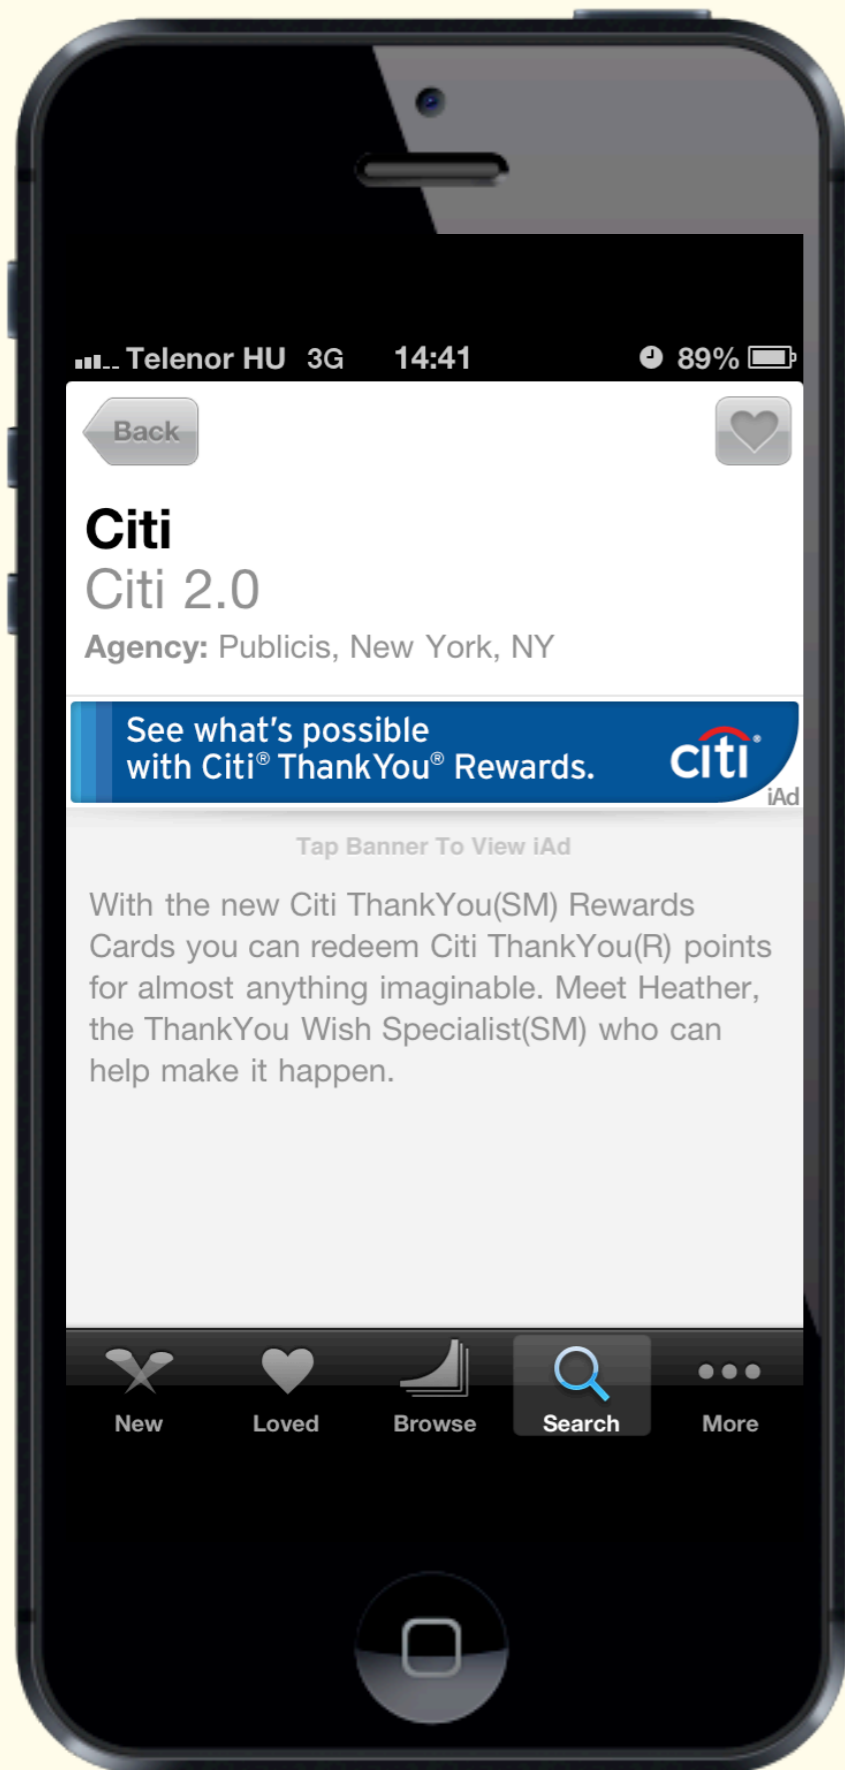 Telenor HU 3G 14:41 89%
Back
Citi
Citi 2.0
Agency: Publicis, New York, NY
See what's possible
with Citi® ThankYou® Rewards.
citi®
iAd
Tap Banner To View iAd
With the new Citi ThankYou(SM) Rewards
Cards you can redeem Citi ThankYou(R) points
for almost anything imaginable. Meet Heather,
the ThankYou Wish Specialist(SM) who can
help make it happen.
New Loved Browse Search More